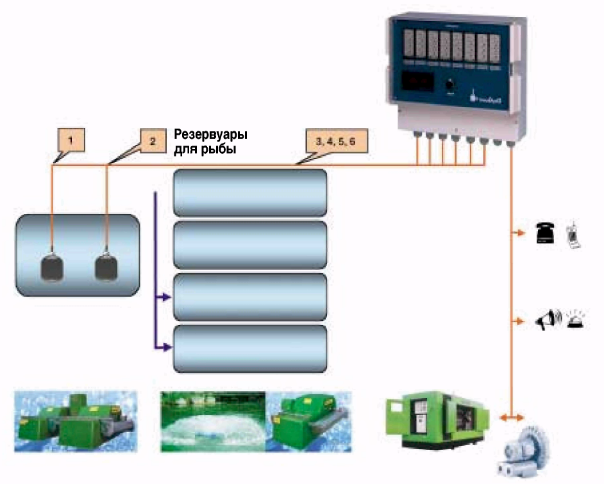 1
2
Резервуары
для рыбы
3, 4, 5, 6